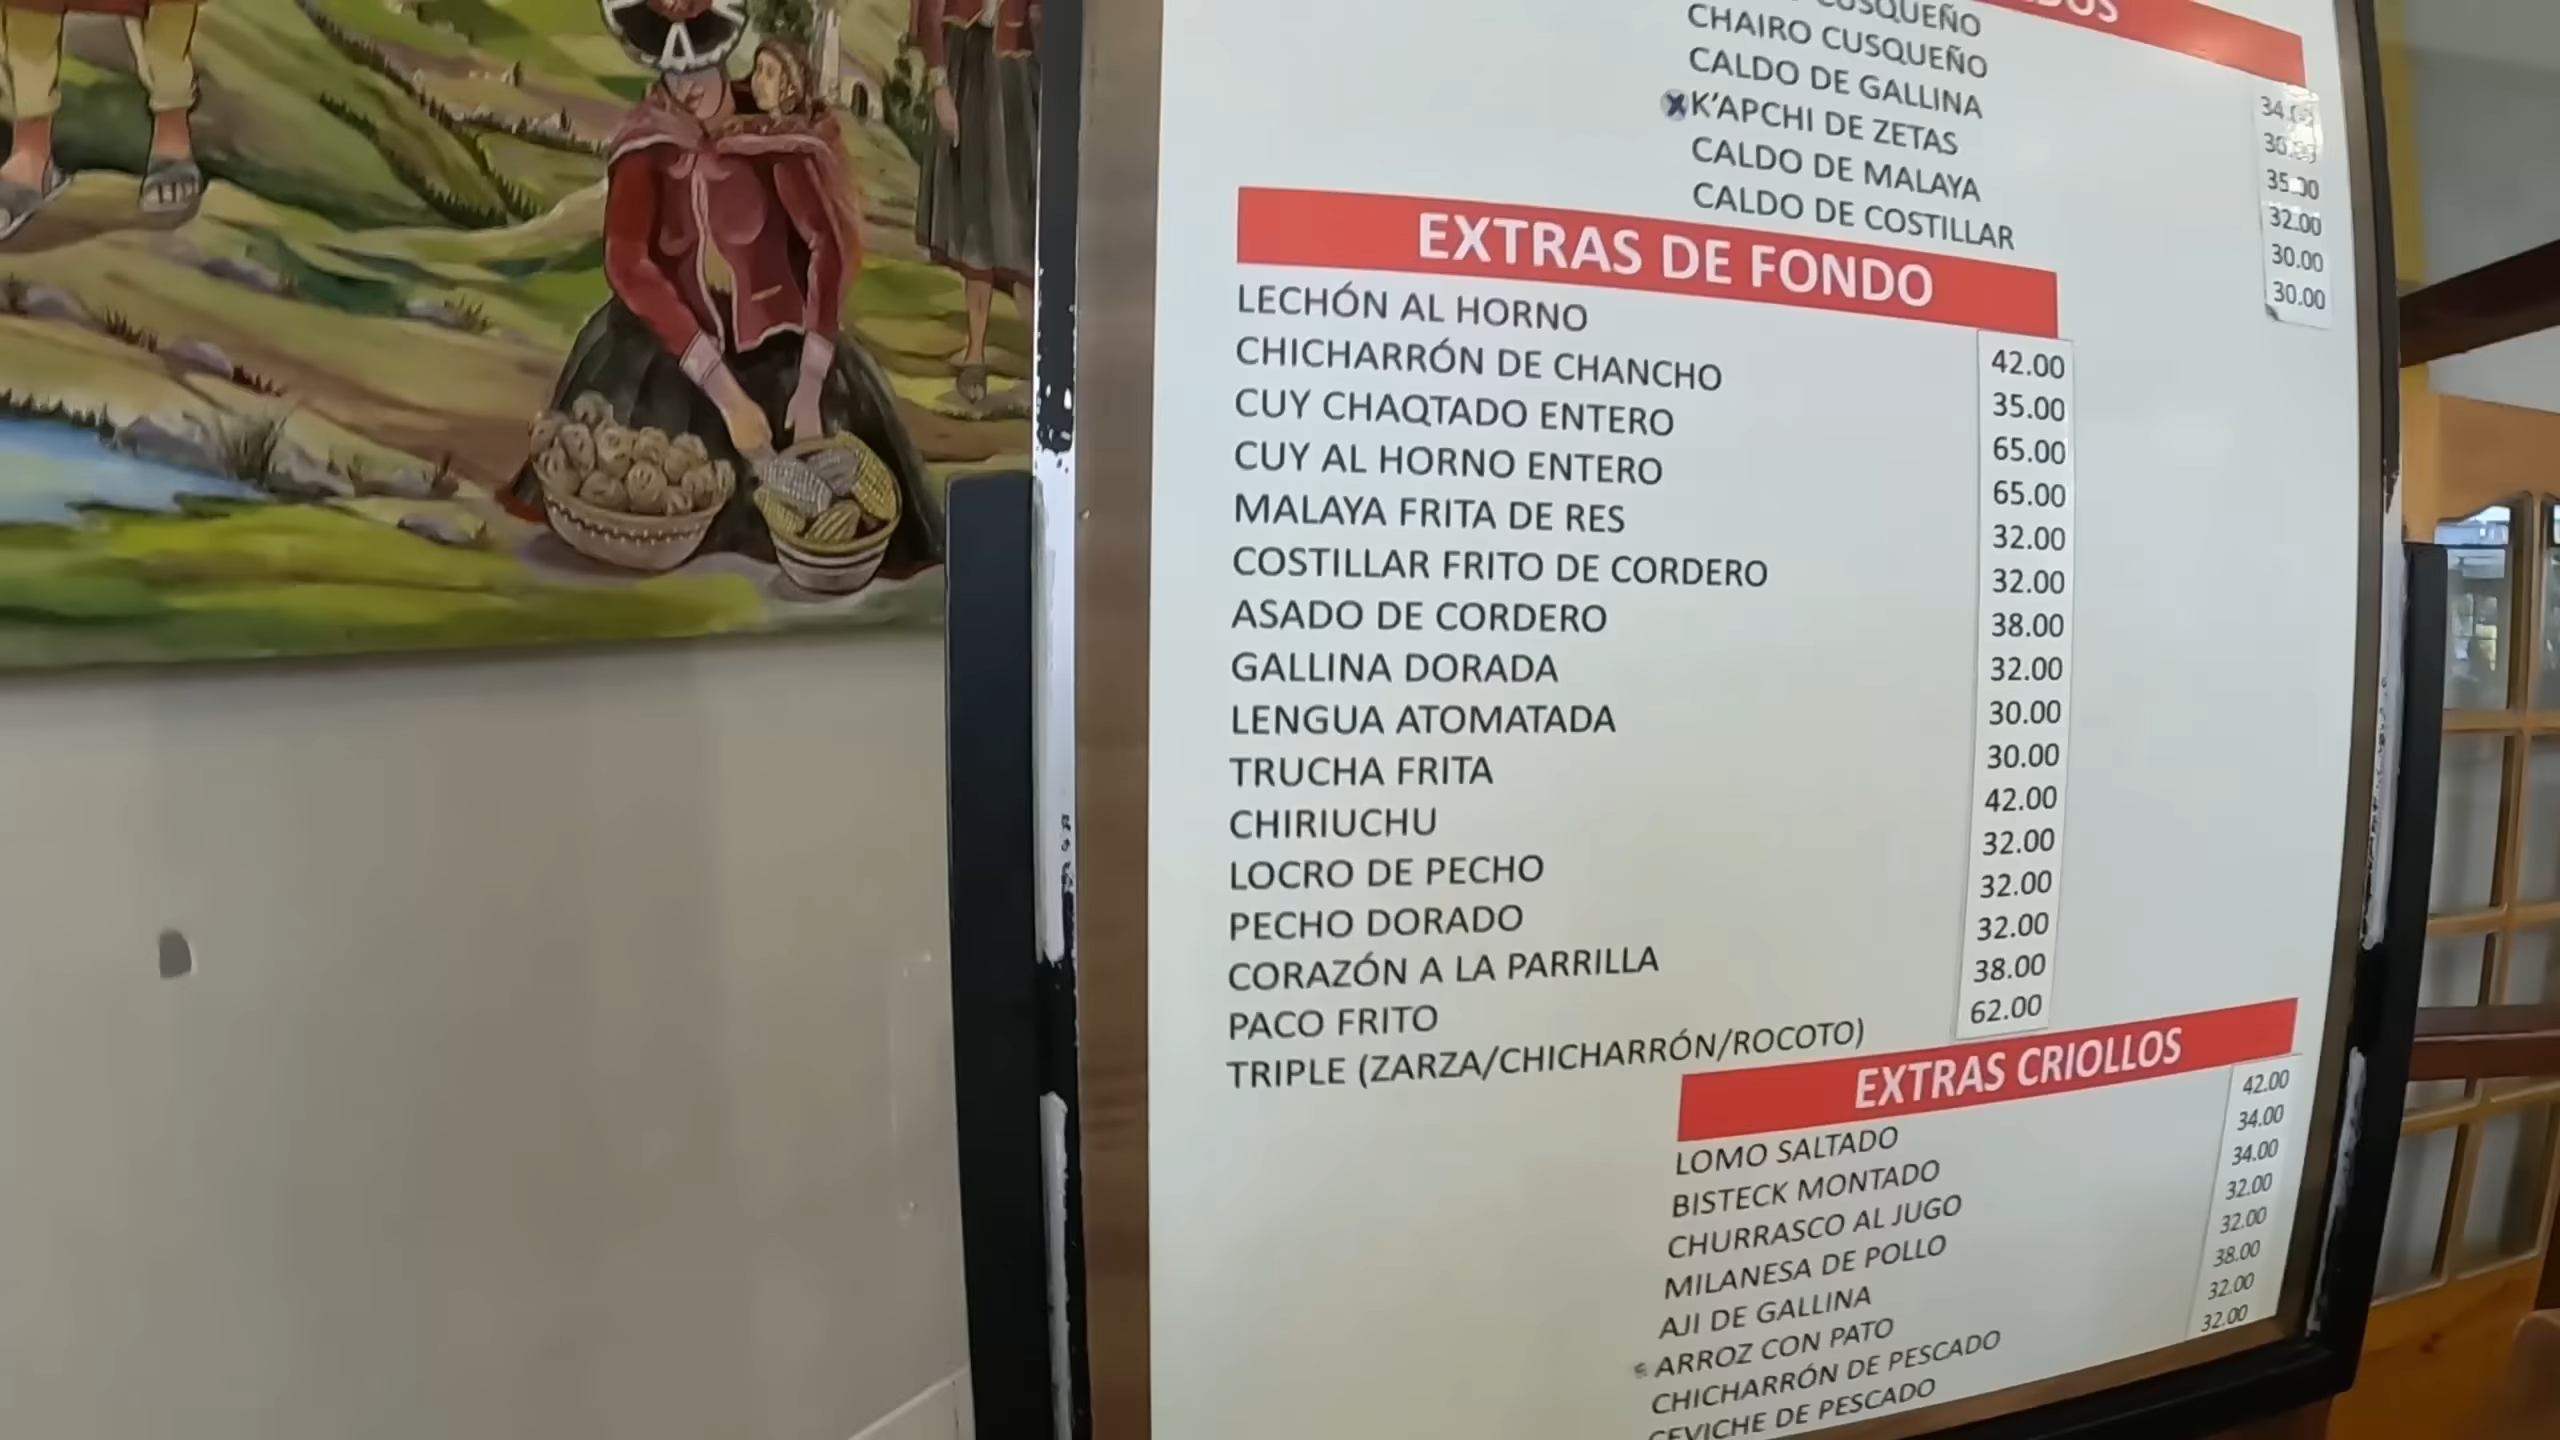 CUSQUEÑO
CHAIRO CUSQUEÑO
CALDO DE GALLINA 35.00
K'APCHI DE ZETAS 32.00
CALDO DE MALAYA 30.00
CALDO DE COSTILLAR 30.00
EXTRAS DE FONDO
LECHÓN AL HORNO 42.00
CHICHARRÓN DE CHANCHO 35.00
CUY CHAQTADO ENTERO 65.00
CUY AL HORNO ENTERO 65.00
MALAYA FRITA DE RES 32.00
COSTILLAR FRITO DE CORDERO 32.00
ASADO DE CORDERO 38.00
GALLINA DORADA 32.00
LENGUA ATOMATADA 30.00
TRUCHA FRITA 30.00
CHIRIUCHU 42.00
LOCRO DE PECHO 32.00
PECHO DORADO 32.00
CORAZÓN A LA PARRILLA 32.00
PACO FRITO 38.00
TRIPLE (ZARZA/CHICHARRÓN/ROCOTO) 62.00
EXTRAS CRIOLLOS
LOMO SALTADO 42.00
BISTECK MONTADO 34.00
CHURRASCO AL JUGO 34.00
MILANESA DE POLLO 32.00
AJI DE GALLINA 32.00
ARROZ CON PATO 38.00
CHICHARRÓN DE PESCADO 32.00
CEVICHE DE PESCADO 32.00